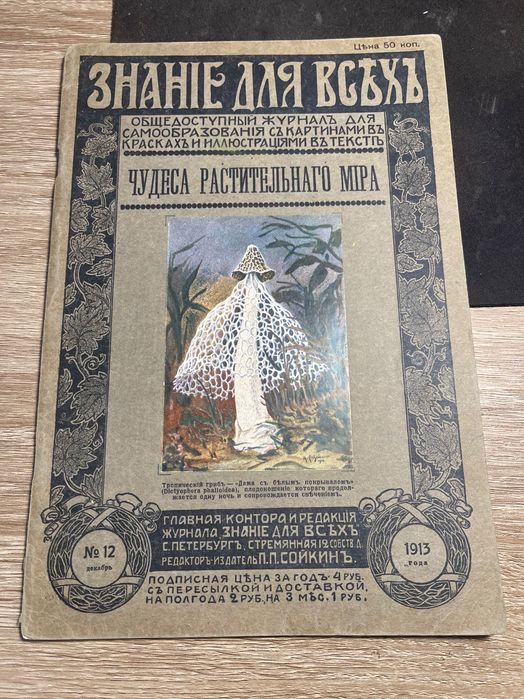 Цѣна 50 коп.
ЗНАНІЕ ДЛЯ ВСѢХЪ
ОБЩЕДОСТУПНЫЙ ЖУРНАЛЪ ДЛЯ
САМООБРАЗОВАНІЯ СЪ КАРТИНАМИ ВЪ
КРАСКАХЪ И ИЛЛЮСТРАЦІЯМИ ВЪ ТЕКСТѢ
ЧУДЕСА РАСТИТЕЛЬНАГО МІРА
Тропическій грибъ.—„Дама съ бѣлымъ покрываломъ“
(Dictyophora phalloidea), плодоношеніе котораго продол-
жается одну ночь и сопровождается свѣченіемъ.
ГЛАВНАЯ КОНТОРА И РЕДАКЦІЯ
ЖУРНАЛА ЗНАНІЕ ДЛЯ ВСѢХЪ
С. ПЕТЕРБУРГЪ, СТРЕМЯННАЯ 12 СОБСТВ. Д.
РЕДАКТОРЪ-ИЗДАТЕЛЬ П.П. СОЙКИНЪ.
№ 12
декабрь
1913
года
ПОДПИСНАЯ ЦѢНА ЗА ГОДЪ 4 РУБ.
СЪ ПЕРЕСЫЛКОЙ И ДОСТАВКОЙ,
НА ПОЛГОДА 2 РУБ., НА 3 МѢС. 1 РУБ.